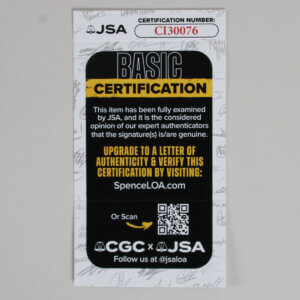 JSA
CERTIFICATION NUMBER:
CI30076
BASIC
CERTIFICATION
This item has been fully examined
by JSA, and it is the considered
opinion of our expert authenticators
that the signature(s) is/are genuine.
UPGRADE TO A LETTER OF
AUTHENTICITY & VERIFY THIS
CERTIFICATION BY VISITING:
SpenceLOA.com
Or Scan
CGC x JSA
Follow us at @jsaloa